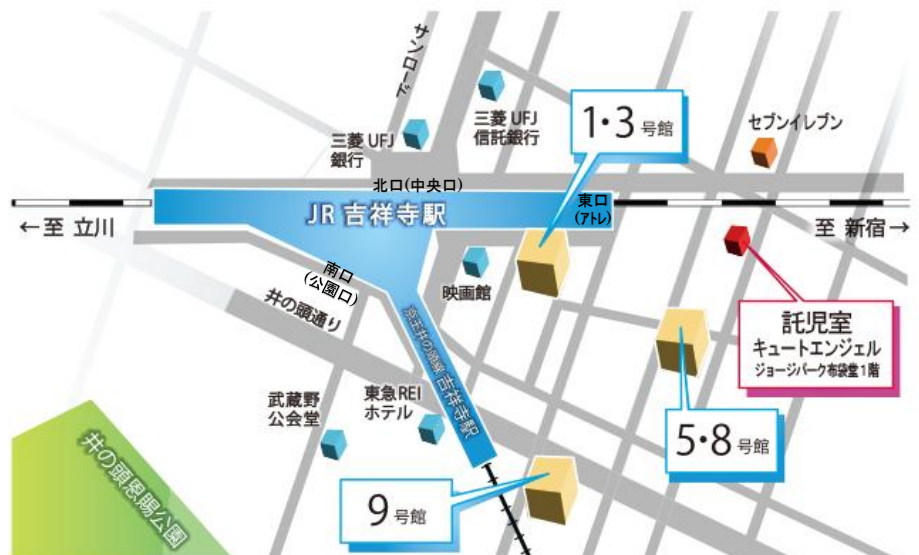 サンロード
三菱 UFJ
銀行
三菱 UFJ
信託銀行
1・3 号館
セブンイレブン
北口(中央口)
JR 吉祥寺駅
東口
(アトレ)
←至 立川
至 新宿→
南口
(公園口)
映画館
井の頭通り
京王井の頭線 吉祥寺駅
託児室
キュートエンジェル
ジョージパーク布袋堂1階
武蔵野
公会堂
東急REI
ホテル
5・8 号館
9 号館
井の頭恩賜公園